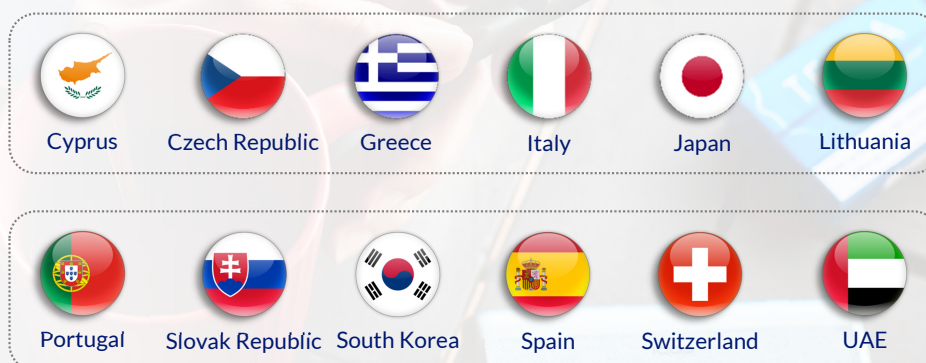 Cyprus Czech Republic Greece Italy Japan Lithuania
Portugal Slovak Republic South Korea Spain Switzerland UAE